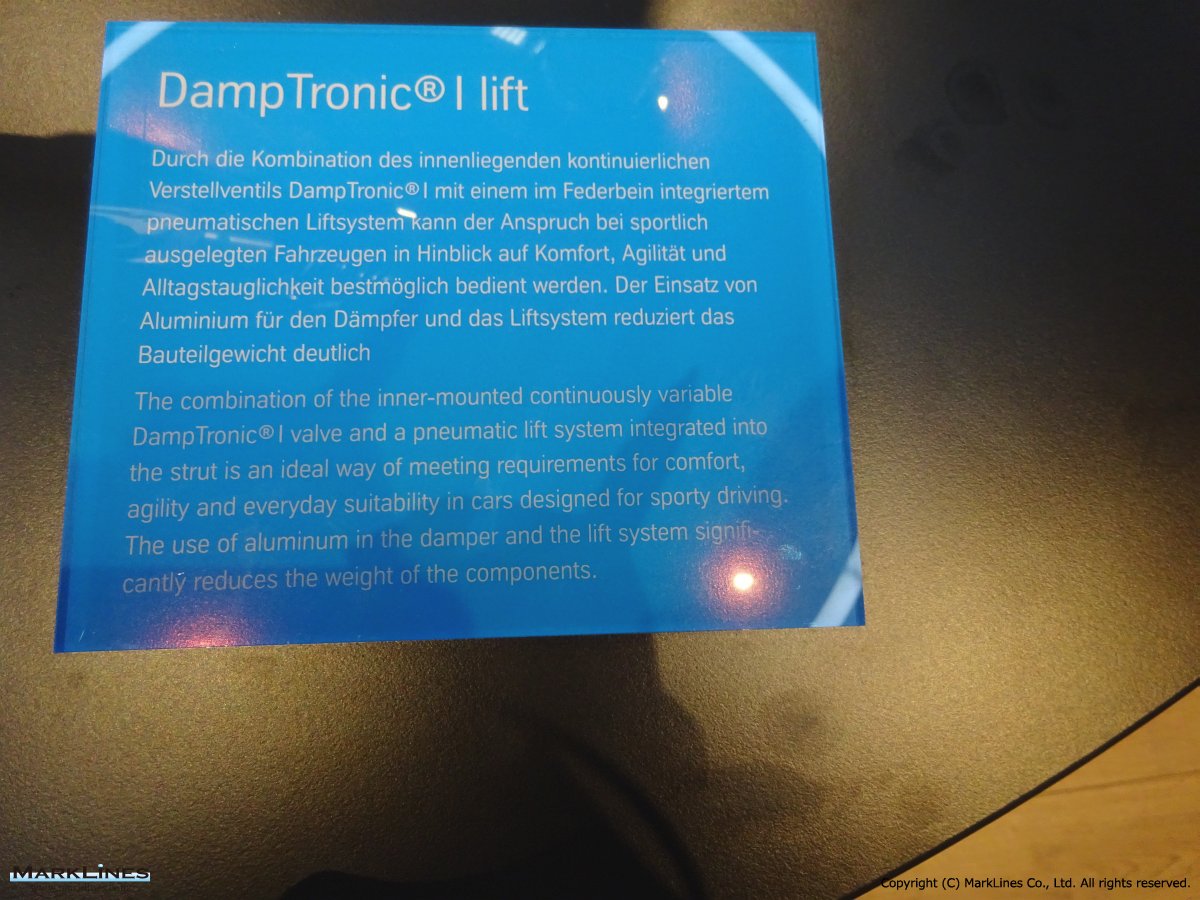 DampTronic® I lift
Durch die Kombination des innenliegenden kontinuierlichen
Verstellventils DampTronic® I mit einem im Federbein integriertem
pneumatischen Liftsystem kann der Anspruch bei sportlich
ausgelegten Fahrzeugen in Hinblick auf Komfort, Agilität und
Alltagstauglichkeit bestmöglich bedient werden. Der Einsatz von
Aluminium für den Dämpfer und das Liftsystem reduziert das
Bauteilgewicht deutlich
The combination of the inner-mounted continuously variable
DampTronic® I valve and a pneumatic lift system integrated into
the strut is an ideal way of meeting requirements for comfort,
agility and everyday suitability in cars designed for sporty driving.
The use of aluminum in the damper and the lift system signifi-
cantly reduces the weight of the components.
MARKLINES
Copyright (C) MarkLines Co., Ltd. All rights reserved.